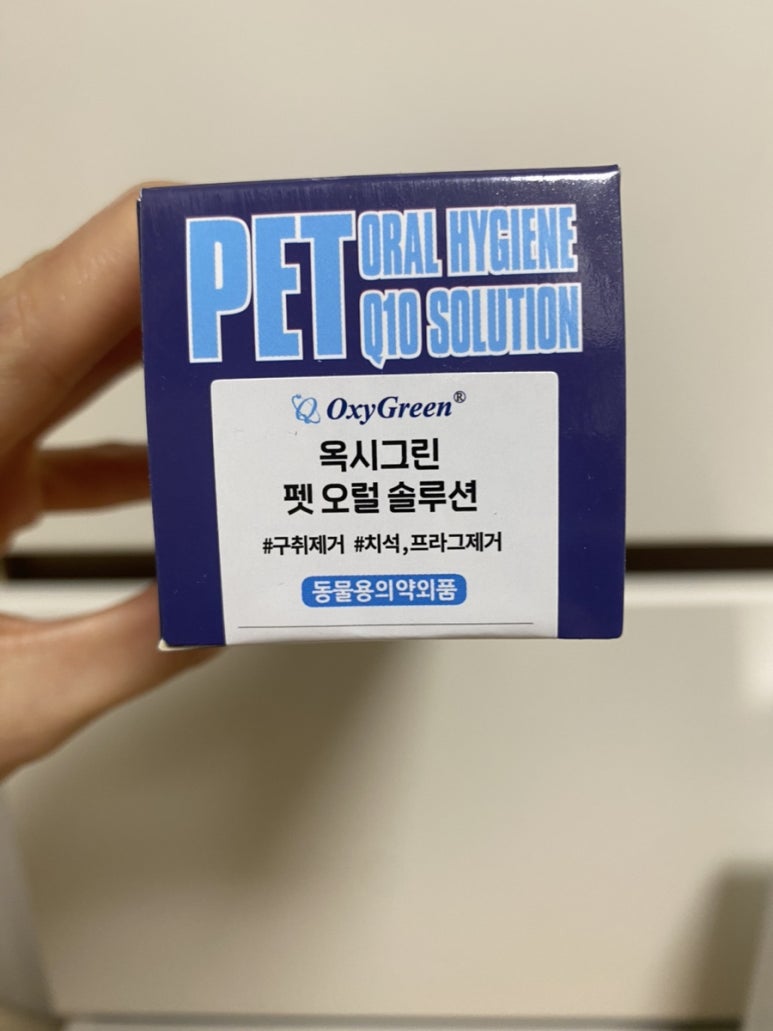 PET ORAL HYGIENE
Q10 SOLUTION
OxyGreen®
옥시그린
펫 오럴 솔루션
#구취제거 #치석,프라그제거
동물용의약외품